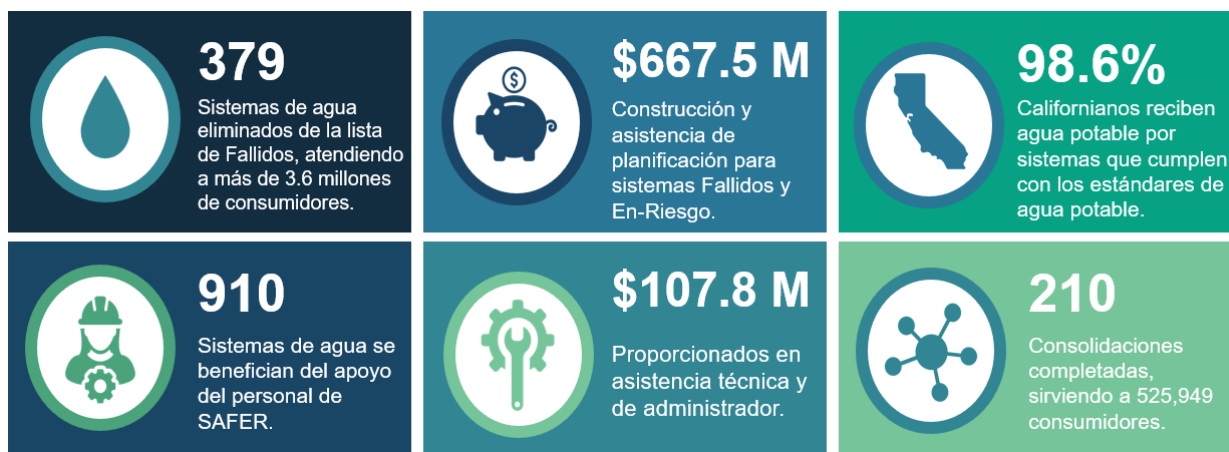 379
Sistemas de agua
eliminados de la lista
de Fallidos, atendiendo
a más de 3.6 millones
de consumidores.
$667.5 M
Construcción y
asistencia de
planificación para
sistemas Fallidos y
En-Riesgo.
98.6%
Californianos reciben
agua potable por
sistemas que cumplen
con los estándares de
agua potable.
910
Sistemas de agua se
benefician del apoyo
del personal de
SAFER.
$107.8 M
Proporcionados en
asistencia técnica y
de administrador.
210
Consolidaciones
completadas,
sirviendo a 525,949
consumidores.